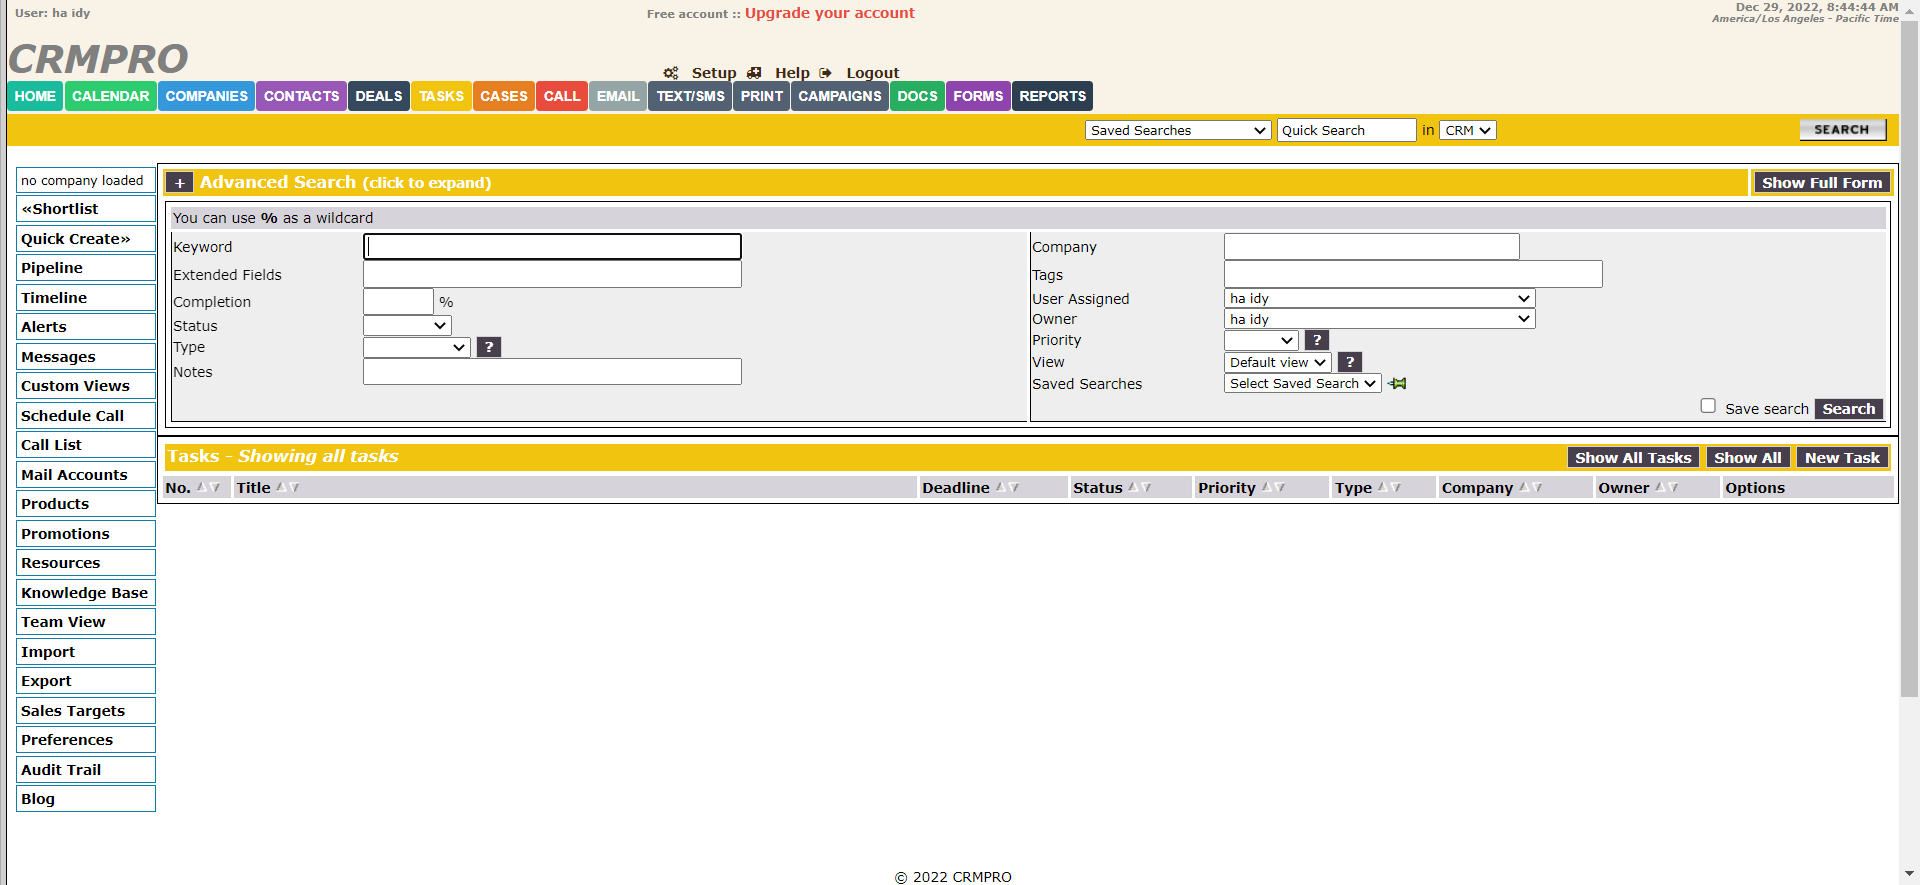 User: ha idy
Free account :: Upgrade your account
Dec 29, 2022, 8:44:44 AM
America/Los Angeles - Pacific Time
CRMPRO
Setup Help Logout
HOME CALENDAR COMPANIES CONTACTS DEALS TASKS CASES CALL EMAIL TEXT/SMS PRINT CAMPAIGNS DOCS FORMS REPORTS
Saved Searches Quick Search in CRM SEARCH
no company loaded
«Shortlist
Quick Create»
Pipeline
Timeline
Alerts
Messages
Custom Views
Schedule Call
Call List
Mail Accounts
Products
Promotions
Resources
Knowledge Base
Team View
Import
Export
Sales Targets
Preferences
Audit Trail
Blog
+ Advanced Search (click to expand) Show Full Form
You can use % as a wildcard
Keyword
Extended Fields
Completion %
Status
Type ?
Notes
Company
Tags
User Assigned ha idy
Owner ha idy
Priority ?
View Default view ?
Saved Searches Select Saved Search
Save search Search
Tasks - Showing all tasks Show All Tasks Show All New Task
No. Title Deadline Status Priority Type Company Owner Options
© 2022 CRMPRO